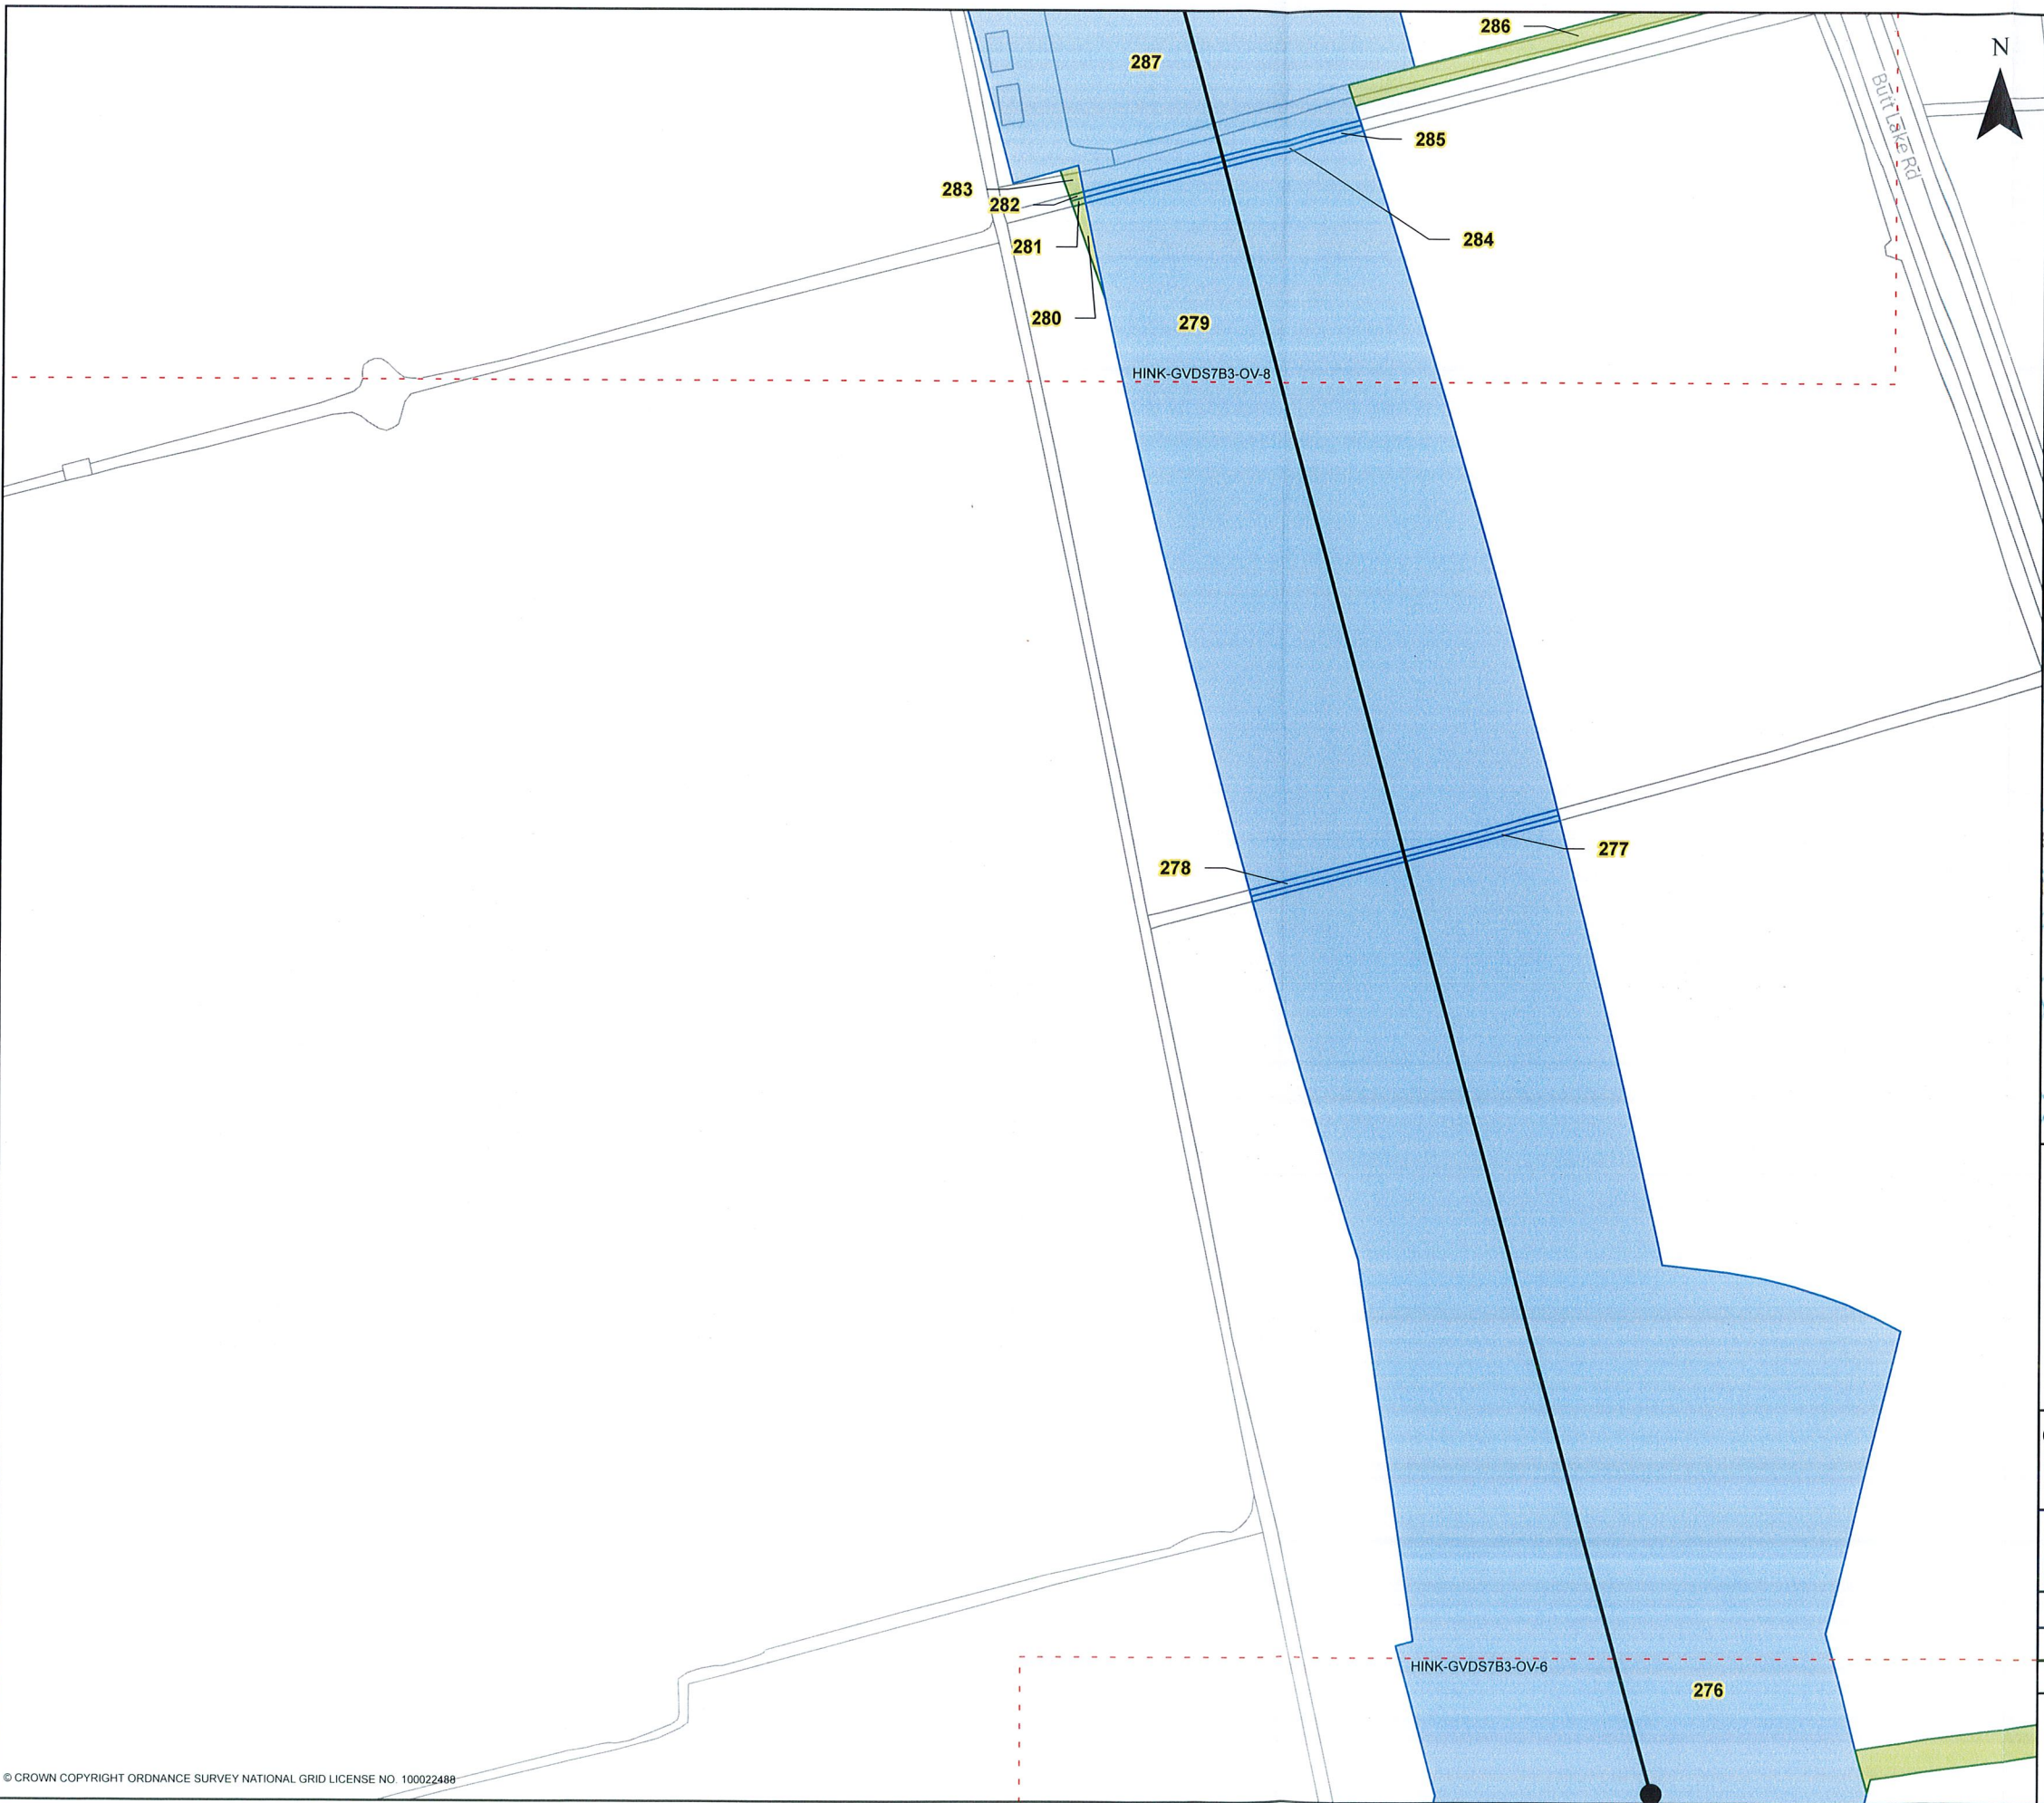 286
N
287
Butt Lake Rd
285
283
282
281
284
280
279
HINK-GVDS7B3-OV-8
277
278
HINK-GVDS7B3-OV-6
276
© CROWN COPYRIGHT ORDNANCE SURVEY NATIONAL GRID LICENSE NO. 100022488